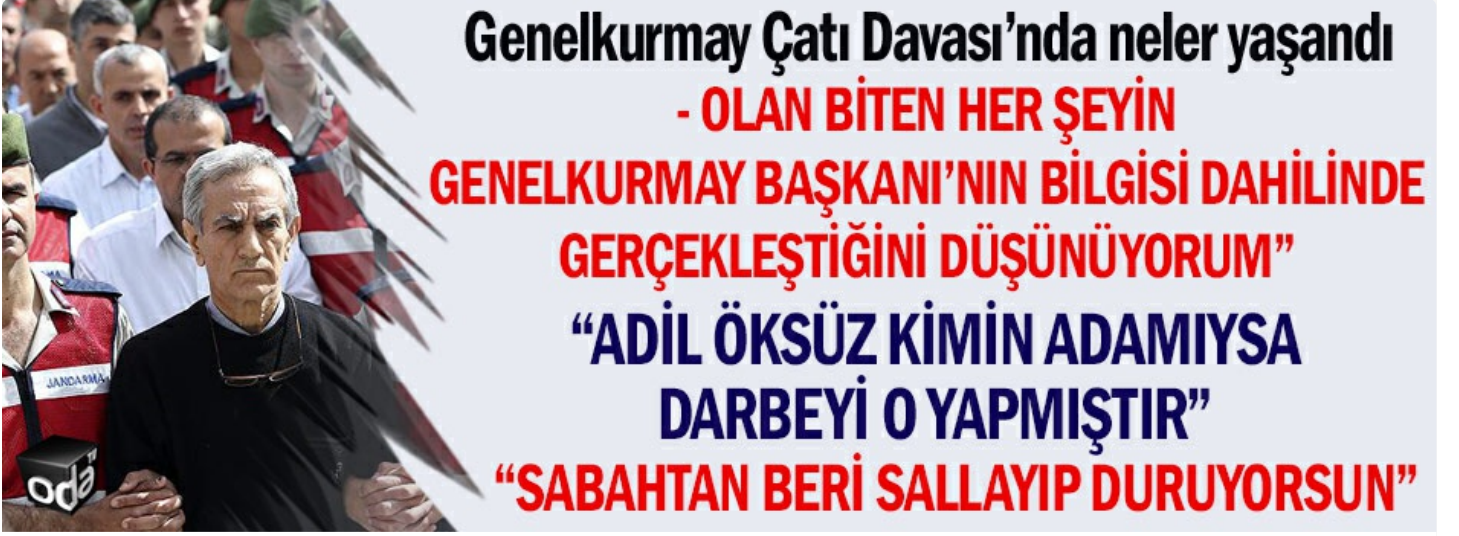 Genelkurmay Çatı Davası’nda neler yaşandı
- OLAN BİTEN HER ŞEYİN
GENELKURMAY BAŞKANI’NIN BİLGİSİ DAHİLİNDE
GERÇEKLEŞTİĞİNİ DÜŞÜNÜYORUM”
“ADİL ÖKSÜZ KİMİN ADAMIYSA
DARBEYİ O YAPMIŞTIR”
“SABAHTAN BERİ SALLAYIP DURUYORSUN”
JANDARMA
oda TV